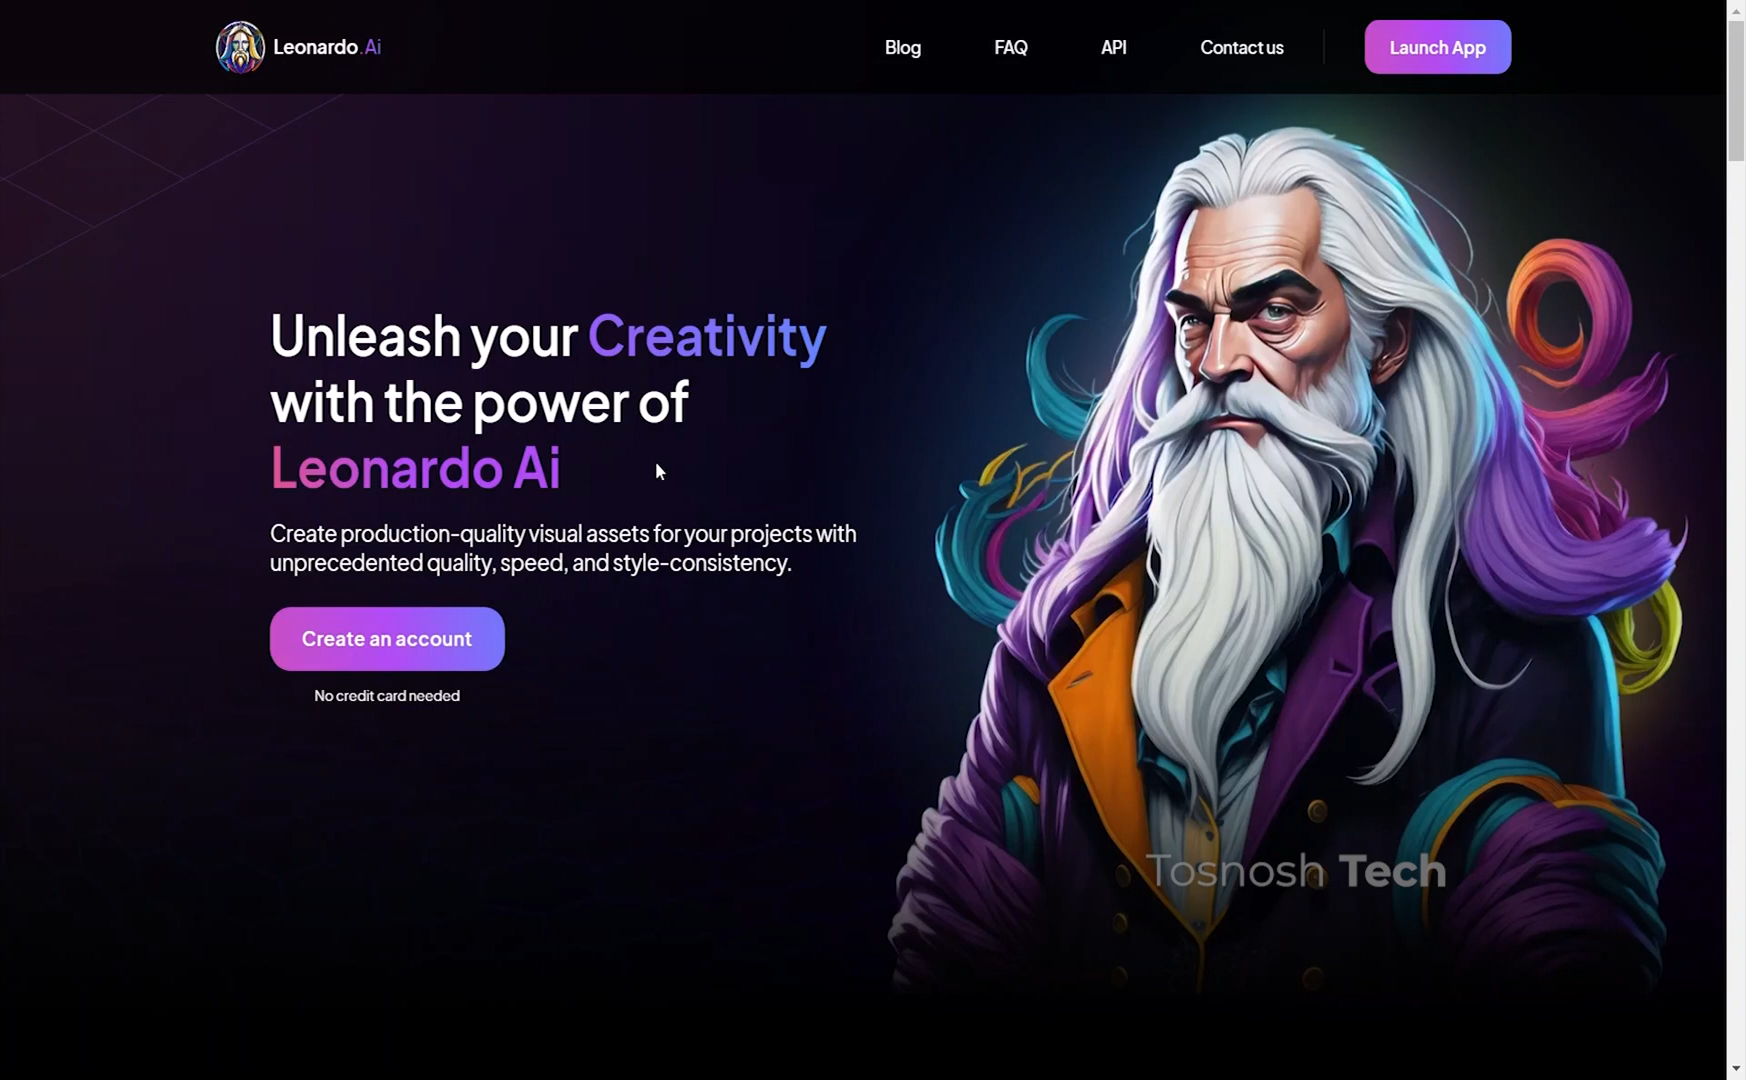 Leonardo.Ai
Blog
FAQ
API
Contact us
Launch App
Unleash your Creativity
with the power of
Leonardo Ai
Create production-quality visual assets for your projects with
unprecedented quality, speed, and style-consistency.
Create an account
No credit card needed
Tosnosh Tech